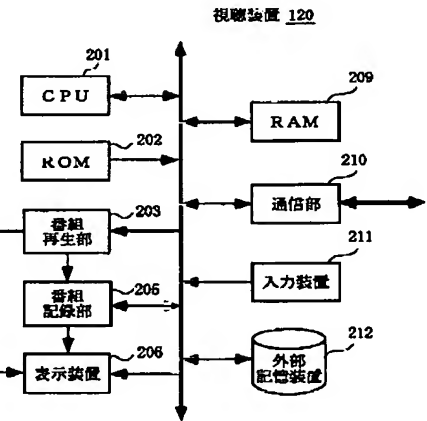 視聴装置 120
201
CPU
209
RAM
202
ROM
210
通信部
203
番組
再生部
211
入力装置
205
番組
記録部
212
外部
記憶装置
206
表示装置